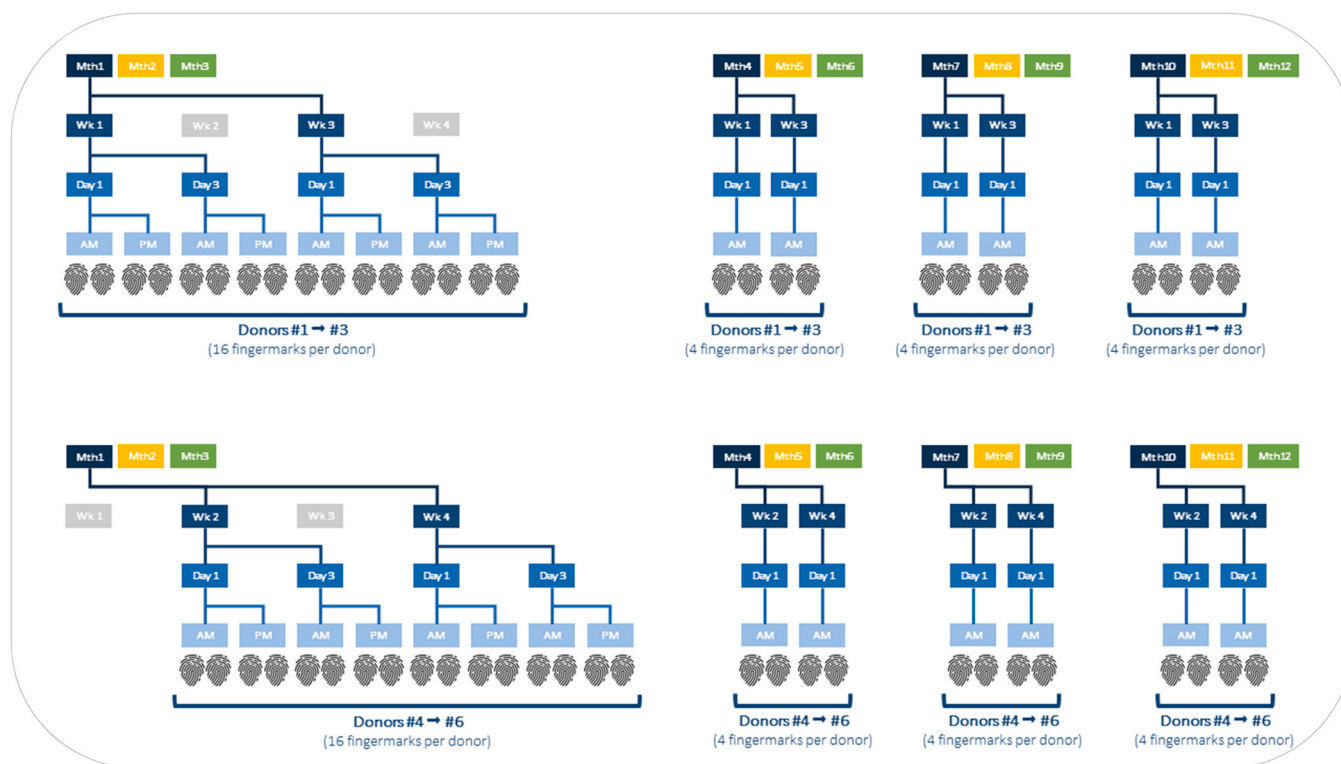 Mth1 Mth2 Mth3 Mth4 Mth5 Mth6 Mth7 Mth8 Mth9 Mth10 Mth11 Mth12
Wk 1 Wk 2 Wk 3 Wk 4 Wk 1 Wk 3 Wk 1 Wk 3 Wk 1 Wk 3
Day 1 Day 3 Day 1 Day 3 Day 1 Day 1 Day 1 Day 1 Day 1 Day 1
AM PM AM PM AM PM AM PM AM AM AM AM AM AM
Donors #1 → #3 Donors #1 → #3 Donors #1 → #3 Donors #1 → #3
(16 fingermarks per donor) (4 fingermarks per donor) (4 fingermarks per donor) (4 fingermarks per donor)
Mth1 Mth2 Mth3 Mth4 Mth5 Mth6 Mth7 Mth8 Mth9 Mth10 Mth11 Mth12
Wk 1 Wk 2 Wk 3 Wk 4 Wk 2 Wk 4 Wk 2 Wk 4 Wk 2 Wk 4
Day 1 Day 3 Day 1 Day 3 Day 1 Day 1 Day 1 Day 1 Day 1 Day 1
AM PM AM PM AM PM AM PM AM AM AM AM AM AM
Donors #4 → #6 Donors #4 → #6 Donors #4 → #6 Donors #4 → #6
(16 fingermarks per donor) (4 fingermarks per donor) (4 fingermarks per donor) (4 fingermarks per donor)